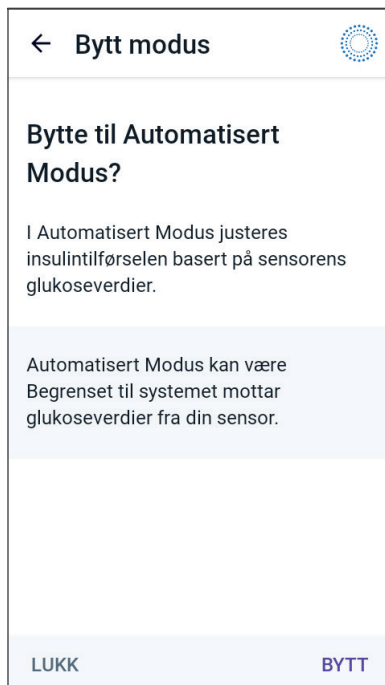 Bytt modus
Bytte til Automatisert
Modus?
I Automatisert Modus justeres
insulintilførselen basert på sensorens
glukoseverdier.
Automatisert Modus kan være
Begrenset til systemet mottar
glukoseverdier fra din sensor.
LUKK
BYTT